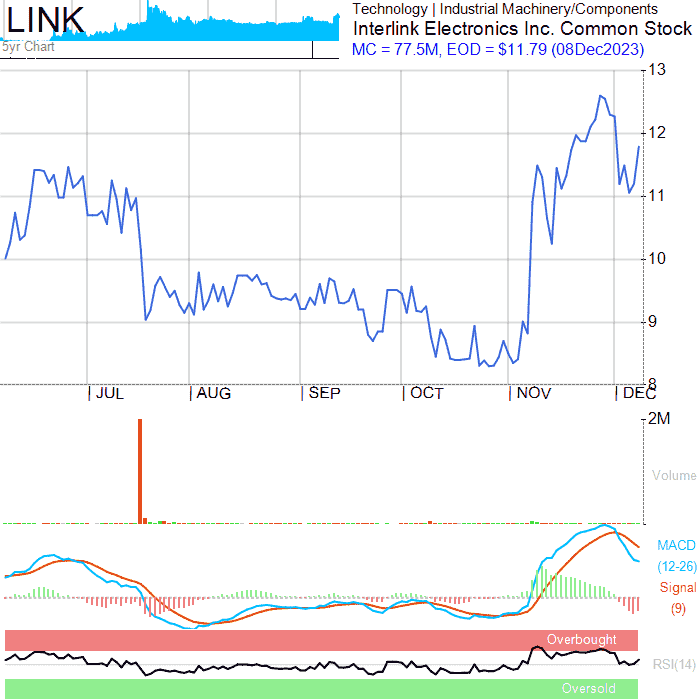 LINK
5yr Chart
Technology | Industrial Machinery/Components
Interlink Electronics Inc. Common Stock
MC = 77.5M, EOD = $11.79 (08Dec2023)
13
12
11
10
9
8
JUL AUG SEP OCT NOV DEC
2M
Volume
MACD
(12-26)
Signal
(9)
Overbought
RSI(14)
Oversold